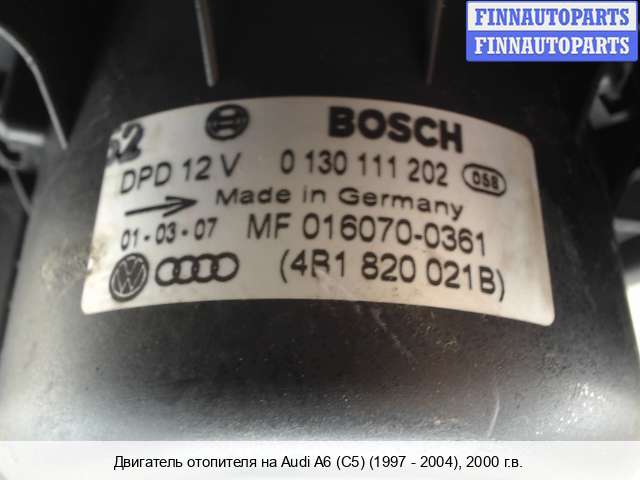 FINNAUTOPARTS
FINNAUTOPARTS
BOSCH
DPD 12 V 0 130 111 202 058
Made in Germany
01-03-07 MF 016070-0361
(4B1 820 021B)
Двигатель отопителя на Audi A6 (C5) (1997 - 2004), 2000 г.в.